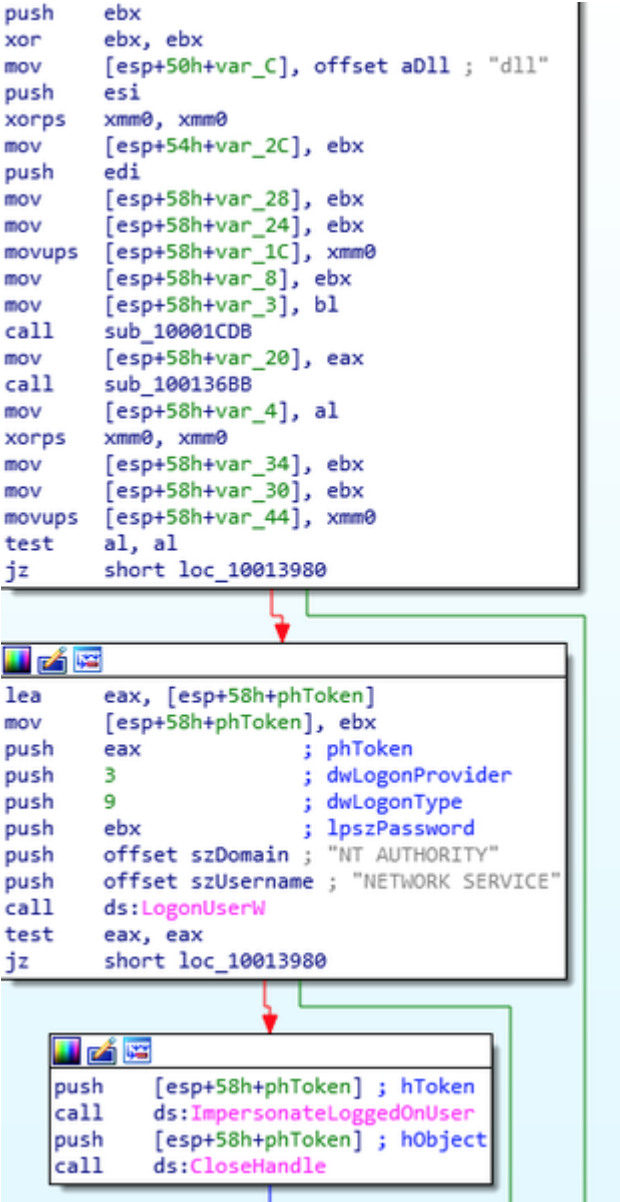 push ebx
xor ebx, ebx
mov [esp+50h+var_C], offset aDll ; "dll"
push esi
xorps xmm0, xmm0
mov [esp+54h+var_2C], ebx
push edi
mov [esp+58h+var_28], ebx
mov [esp+58h+var_24], ebx
movups [esp+58h+var_1C], xmm0
mov [esp+58h+var_8], ebx
mov [esp+58h+var_3], bl
call sub_10001CDB
mov [esp+58h+var_20], eax
call sub_100136BB
mov [esp+58h+var_4], al
xorps xmm0, xmm0
mov [esp+58h+var_34], ebx
mov [esp+58h+var_30], ebx
movups [esp+58h+var_44], xmm0
test al, al
jz short loc_10013980
lea eax, [esp+58h+phToken]
mov [esp+58h+phToken], ebx
push eax ; phToken
push 3 ; dwLogonProvider
push 9 ; dwLogonType
push ebx ; lpszPassword
push offset szDomain ; "NT AUTHORITY"
push offset szUsername ; "NETWORK SERVICE"
call ds:LogonUserW
test eax, eax
jz short loc_10013980
push [esp+58h+phToken] ; hToken
call ds:ImpersonateLoggedOnUser
push [esp+58h+phToken] ; hObject
call ds:CloseHandle